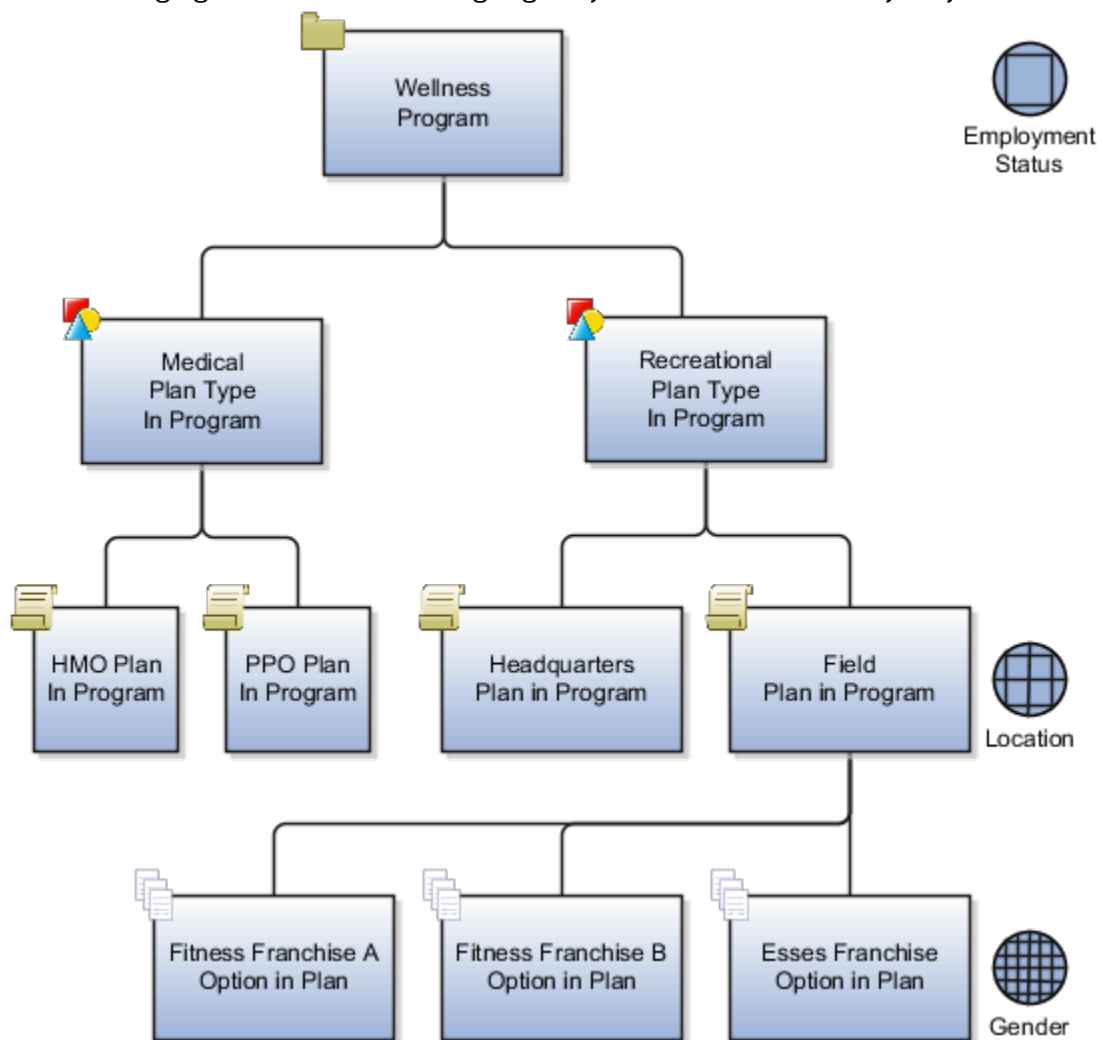 Wellness
Program
Employment
Status
Medical
Plan Type
In Program
Recreational
Plan Type
In Program
HMO Plan
In Program
PPO Plan
In Program
Headquarters
Plan in Program
Field
Plan in Program
Location
Fitness Franchise A
Option in Plan
Fitness Franchise B
Option in Plan
Esses Franchise
Option in Plan
Gender